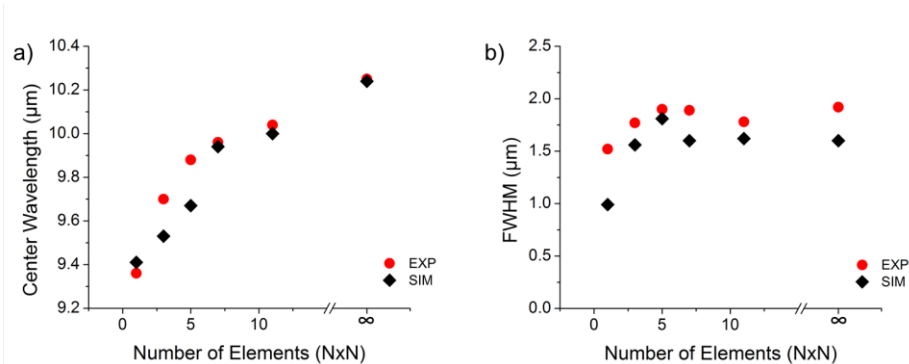 a)
Center Wavelength (μm)
10.4
10.2
10.0
9.8
9.6
9.4
9.2
0
5
10
∞
Number of Elements (NxN)
EXP
SIM
b)
FWHM (μm)
2.5
2.0
1.5
1.0
0.5
0.0
0
5
10
∞
Number of Elements (NxN)
EXP
SIM